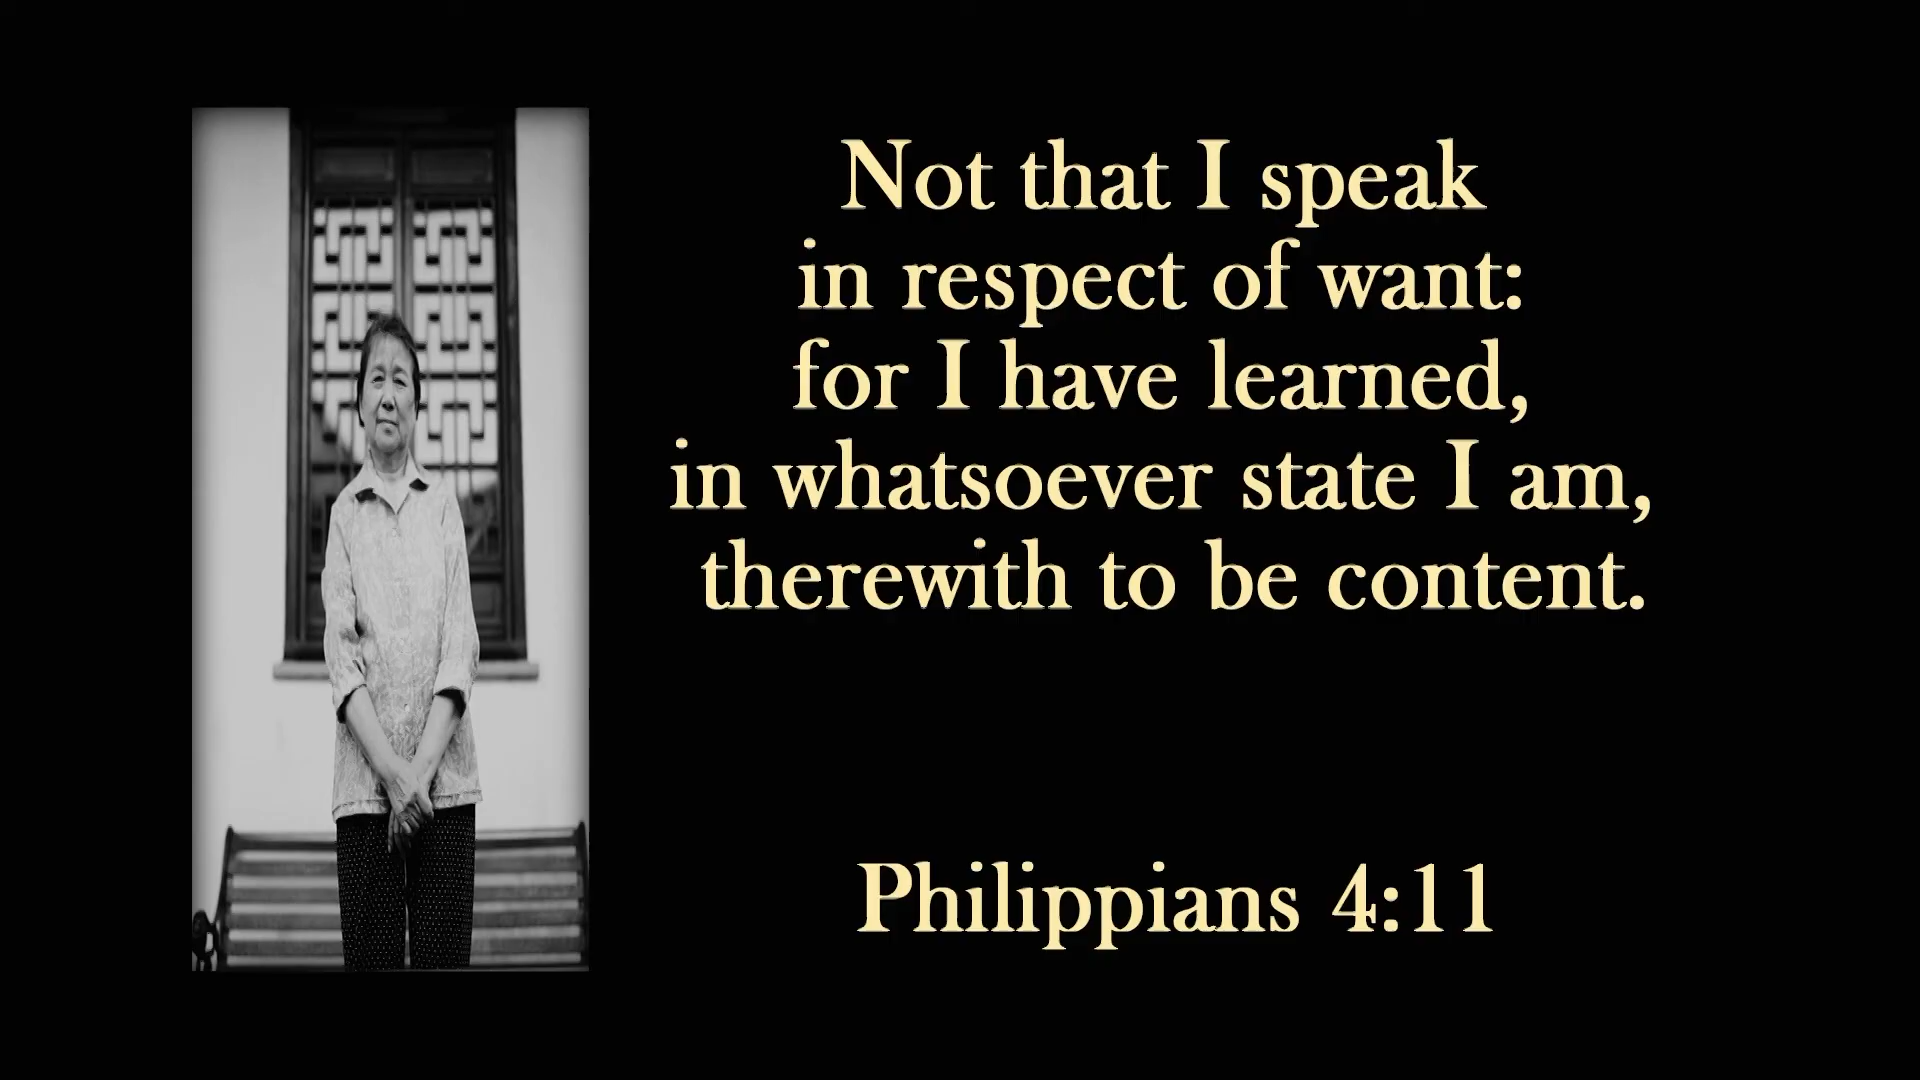 Not that I speak
in respect of want:
for I have learned,
in whatsoever state I am,
therewith to be content.
Philippians 4:11